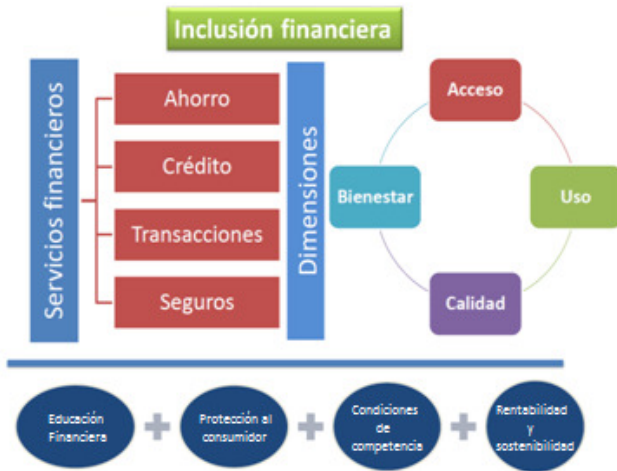 Inclusión financiera
Servicios financieros
Ahorro
Crédito
Transacciones
Seguros
Dimensiones
Acceso
Bienestar
Uso
Calidad
Educación
Financiera
Protección al
consumidor
Condiciones
de
competencia
Rentabilidad
y
sostenibilidad